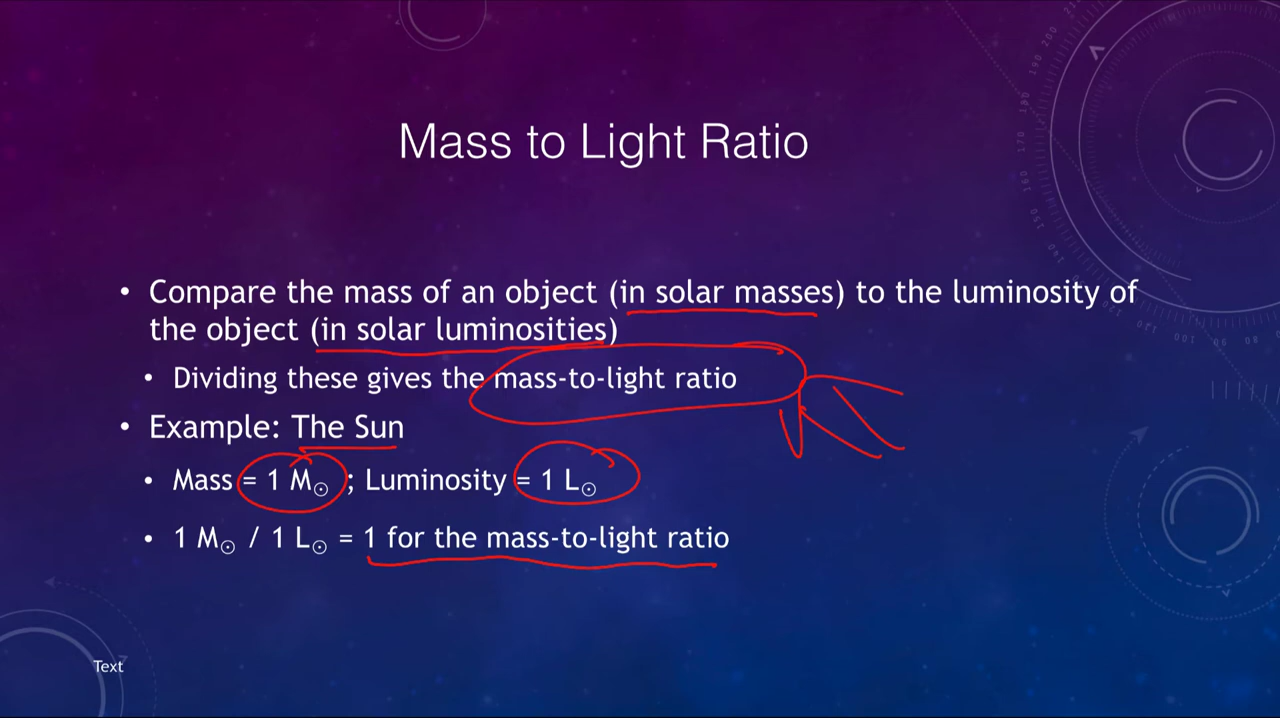 Mass to Light Ratio
• Compare the mass of an object (in solar masses) to the luminosity of
the object (in solar luminosities)
• Dividing these gives the mass-to-light ratio
• Example: The Sun
• Mass = 1 M☉ ; Luminosity = 1 L☉
• 1 M☉ / 1 L☉ = 1 for the mass-to-light ratio
Text